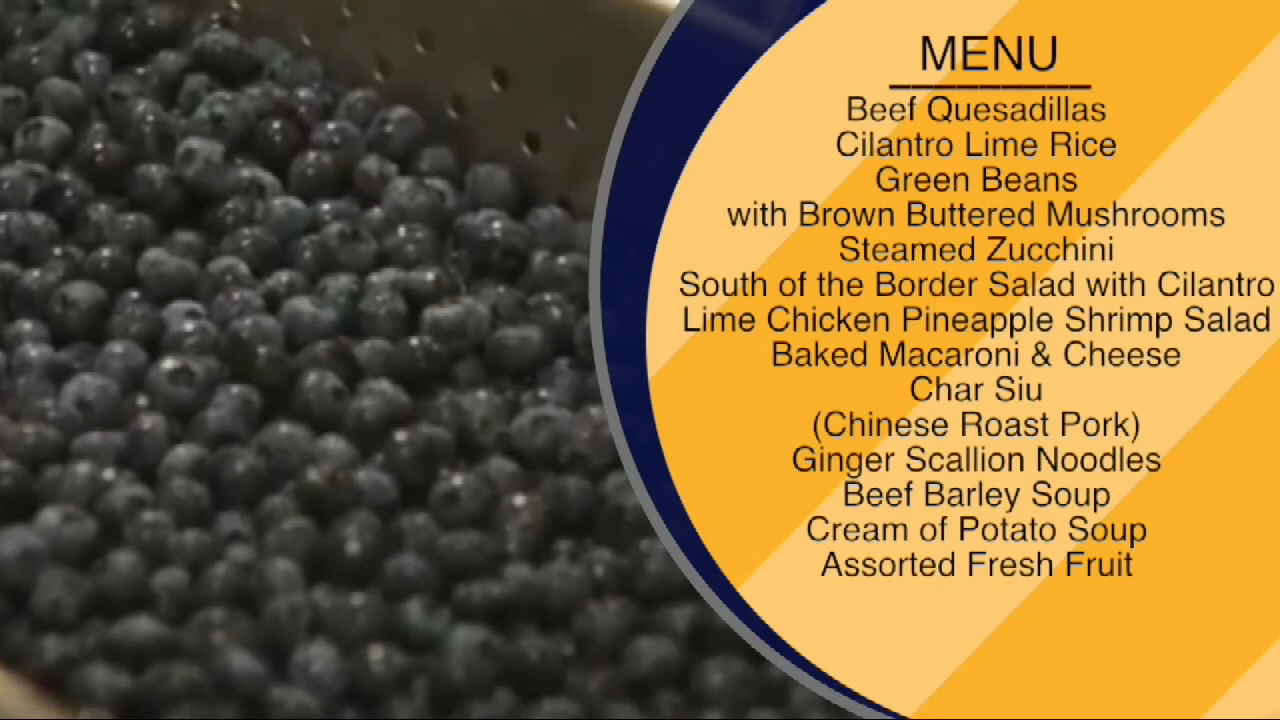 MENU
Beef Quesadillas
Cilantro Lime Rice
Green Beans
with Brown Buttered Mushrooms
Steamed Zucchini
South of the Border Salad with Cilantro
Lime Chicken Pineapple Shrimp Salad
Baked Macaroni & Cheese
Char Siu
(Chinese Roast Pork)
Ginger Scallion Noodles
Beef Barley Soup
Cream of Potato Soup
Assorted Fresh Fruit